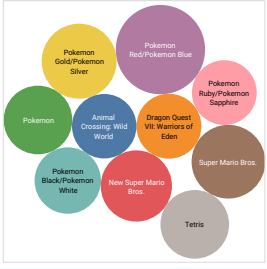 Pokemon
Red/Pokemon Blue
Pokemon
Gold/Pokemon
Silver
Pokemon
Ruby/Pokemon
Sapphire
Pokemon
Animal
Crossing: Wild
World
Dragon Quest
VII: Warriors of
Eden
Super Mario Bros.
Pokemon
Black/Pokemon
White
New Super Mario
Bros.
Tetris